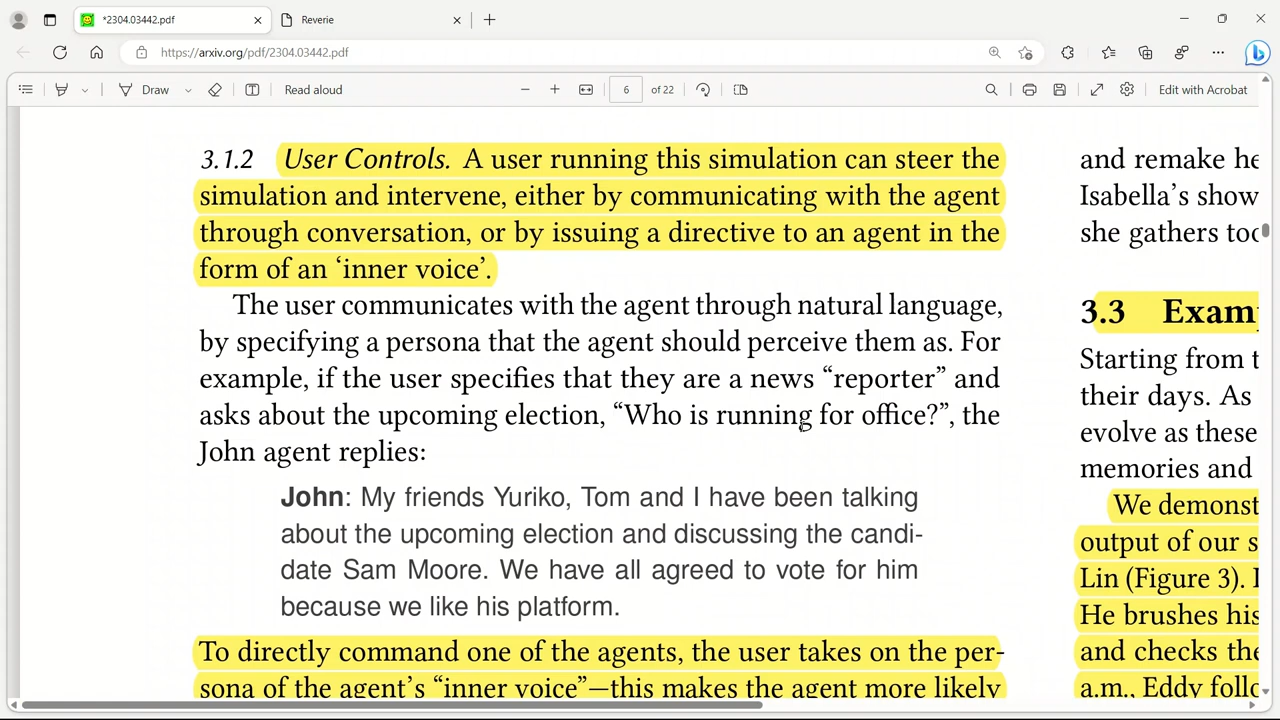 *2304.03442.pdf
Reverie
https://arxiv.org/pdf/2304.03442.pdf
Draw
Read aloud
6
of 22
Edit with Acrobat
3.1.2 User Controls. A user running this simulation can steer the
simulation and intervene, either by communicating with the agent
through conversation, or by issuing a directive to an agent in the
form of an ‘inner voice’.
The user communicates with the agent through natural language,
by specifying a persona that the agent should perceive them as. For
example, if the user specifies that they are a news “reporter” and
asks about the upcoming election, “Who is running for office?”, the
John agent replies:
John: My friends Yuriko, Tom and I have been talking
about the upcoming election and discussing the candi-
date Sam Moore. We have all agreed to vote for him
because we like his platform.
To directly command one of the agents, the user takes on the per-
sona of the agent’s “inner voice”—this makes the agent more likely
and remake he
Isabella’s show
she gathers too
3.3 Examp
Starting from t
their days. As
evolve as these
memories and
We demonst
output of our s
Lin (Figure 3). I
He brushes his
and checks the
a.m., Eddy follo